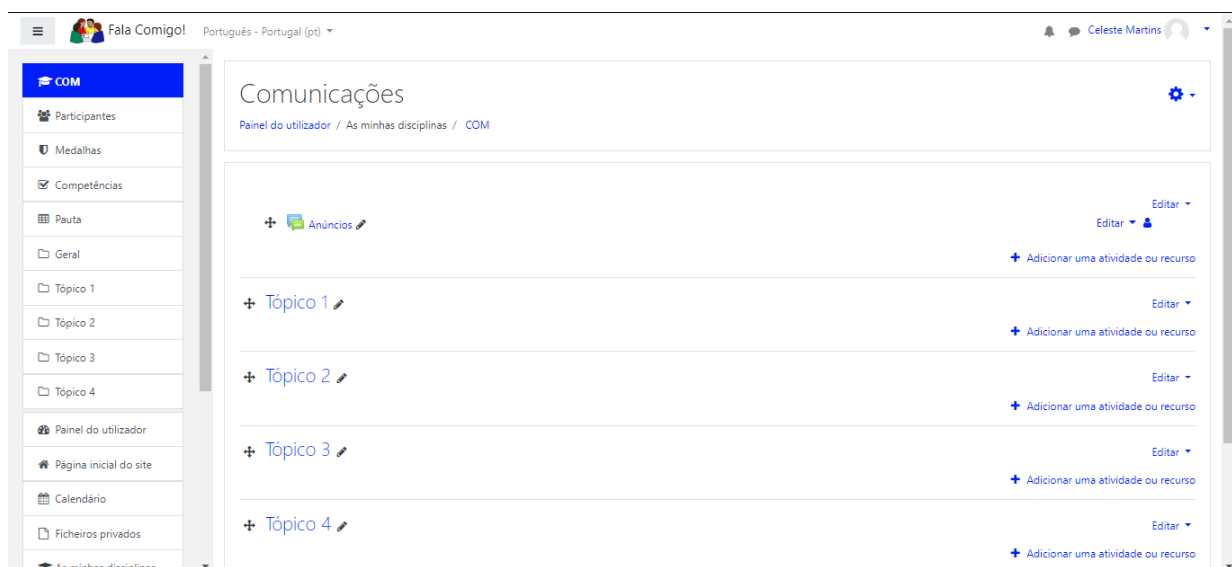 Fala Comigo! Português - Portugal (pt) Celeste Martins
COM
Participantes
Medalhas
Competências
Pauta
Geral
Tópico 1
Tópico 2
Tópico 3
Tópico 4
Painel do utilizador
Página inicial do site
Calendário
Ficheiros privados
As minhas disciplinas
Comunicações
Painel do utilizador / As minhas disciplinas / COM
Editar
Anúncios Editar
Adicionar uma atividade ou recurso
Tópico 1 Editar
Adicionar uma atividade ou recurso
Tópico 2 Editar
Adicionar uma atividade ou recurso
Tópico 3 Editar
Adicionar uma atividade ou recurso
Tópico 4 Editar
Adicionar uma atividade ou recurso